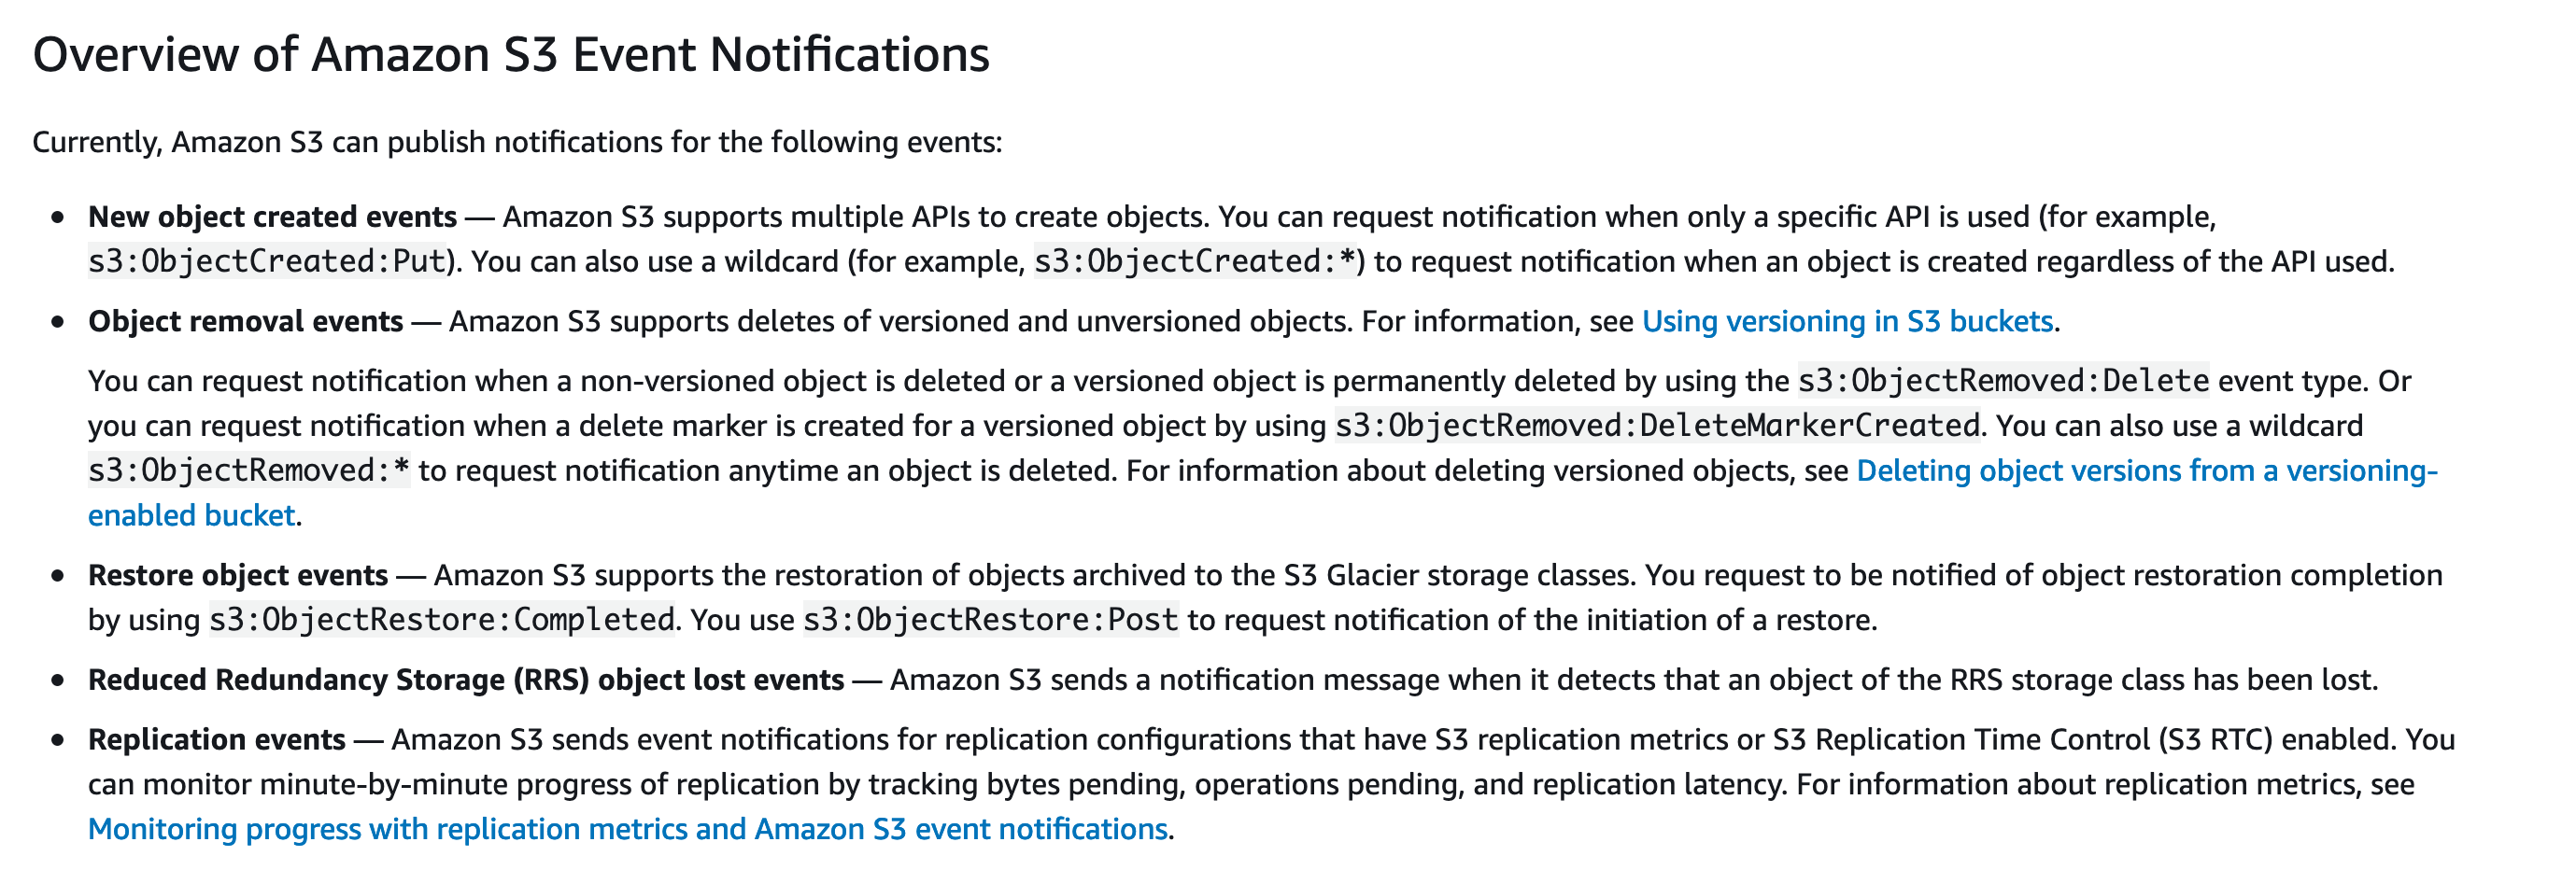 Overview of Amazon S3 Event Notifications
Currently, Amazon S3 can publish notifications for the following events:
• New object created events — Amazon S3 supports multiple APIs to create objects. You can request notification when only a specific API is used (for example,
s3:ObjectCreated:Put). You can also use a wildcard (for example, s3:ObjectCreated:*) to request notification when an object is created regardless of the API used.
• Object removal events — Amazon S3 supports deletes of versioned and unversioned objects. For information, see Using versioning in S3 buckets.
You can request notification when a non-versioned object is deleted or a versioned object is permanently deleted by using the s3:ObjectRemoved:Delete event type. Or
you can request notification when a delete marker is created for a versioned object by using s3:ObjectRemoved:DeleteMarkerCreated. You can also use a wildcard
s3:ObjectRemoved:* to request notification anytime an object is deleted. For information about deleting versioned objects, see Deleting object versions from a versioning-
enabled bucket.
• Restore object events — Amazon S3 supports the restoration of objects archived to the S3 Glacier storage classes. You request to be notified of object restoration completion
by using s3:ObjectRestore:Completed. You use s3:ObjectRestore:Post to request notification of the initiation of a restore.
• Reduced Redundancy Storage (RRS) object lost events — Amazon S3 sends a notification message when it detects that an object of the RRS storage class has been lost.
• Replication events — Amazon S3 sends event notifications for replication configurations that have S3 replication metrics or S3 Replication Time Control (S3 RTC) enabled. You
can monitor minute-by-minute progress of replication by tracking bytes pending, operations pending, and replication latency. For information about replication metrics, see
Monitoring progress with replication metrics and Amazon S3 event notifications.